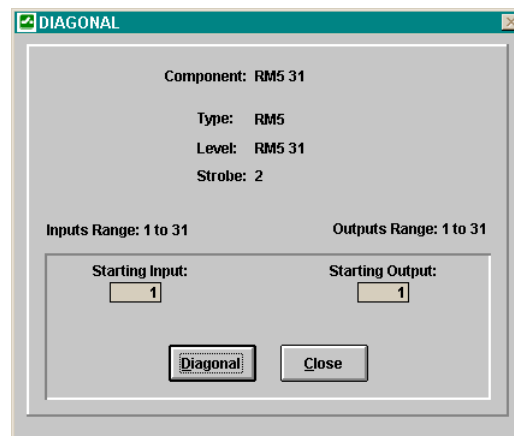 DIAGONAL
Component: RM5 31
Type: RM5
Level: RM5 31
Strobe: 2
Inputs Range: 1 to 31 Outputs Range: 1 to 31
Starting Input: Starting Output:
1 1
Diagonal Close